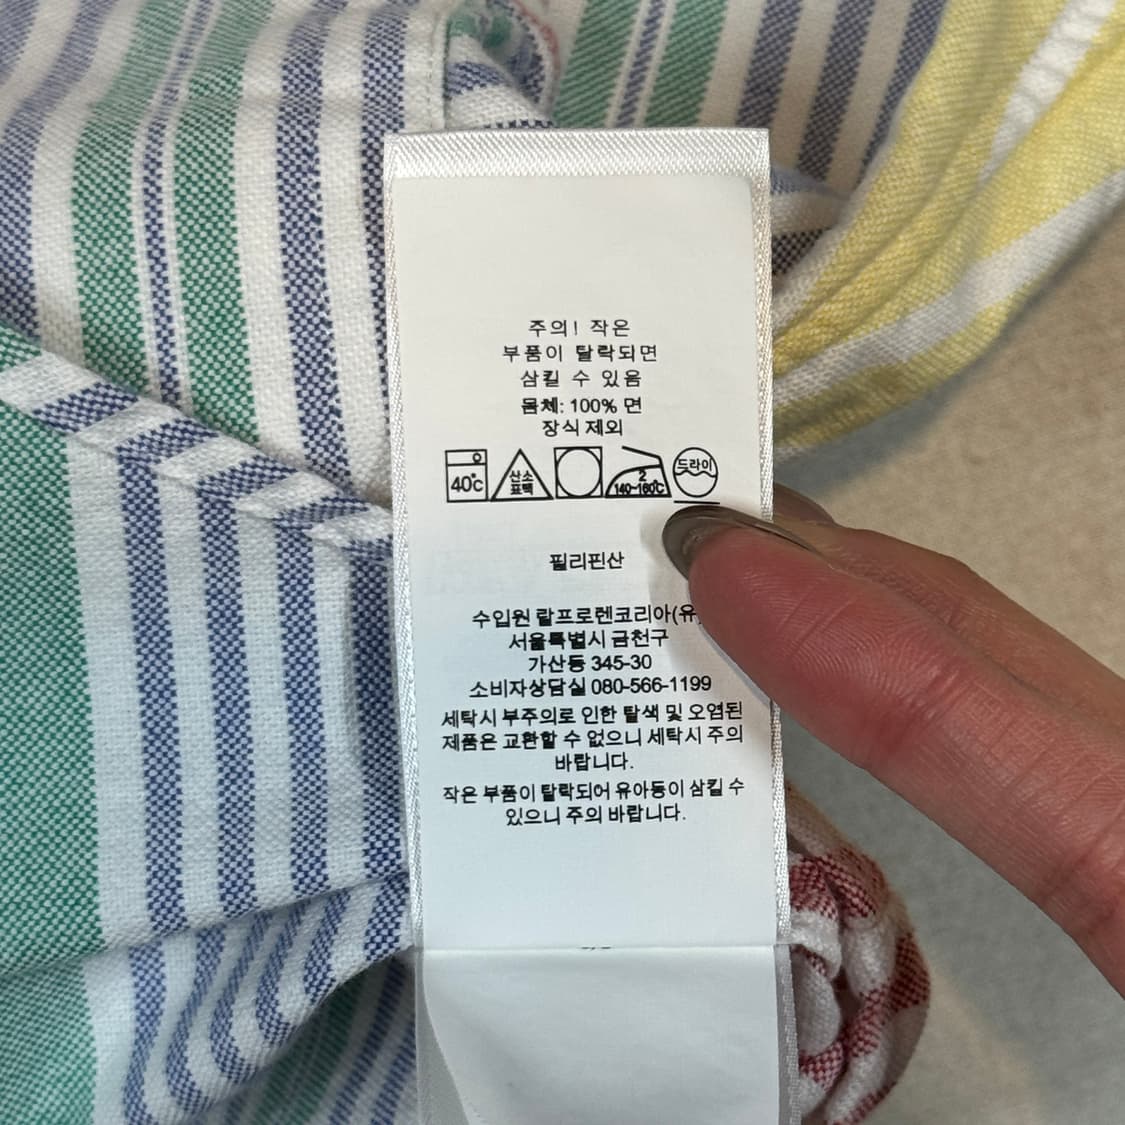 주의! 작은
부품이 탈락되면
삼킬 수 있음
몸체: 100% 면
장식 제외
40℃
산소
표백
2
140~160℃
드라이
필리핀산
수입원 랄프로렌코리아(유
서울특별시 금천구
가산동 345-30
소비자상담실 080-566-1199
세탁시 부주의로 인한 탈색 및 오염된
제품은 교환할 수 없으니 세탁시 주의
바랍니다.
작은 부품이 탈락되어 유아동이 삼킬 수
있으니 주의 바랍니다.